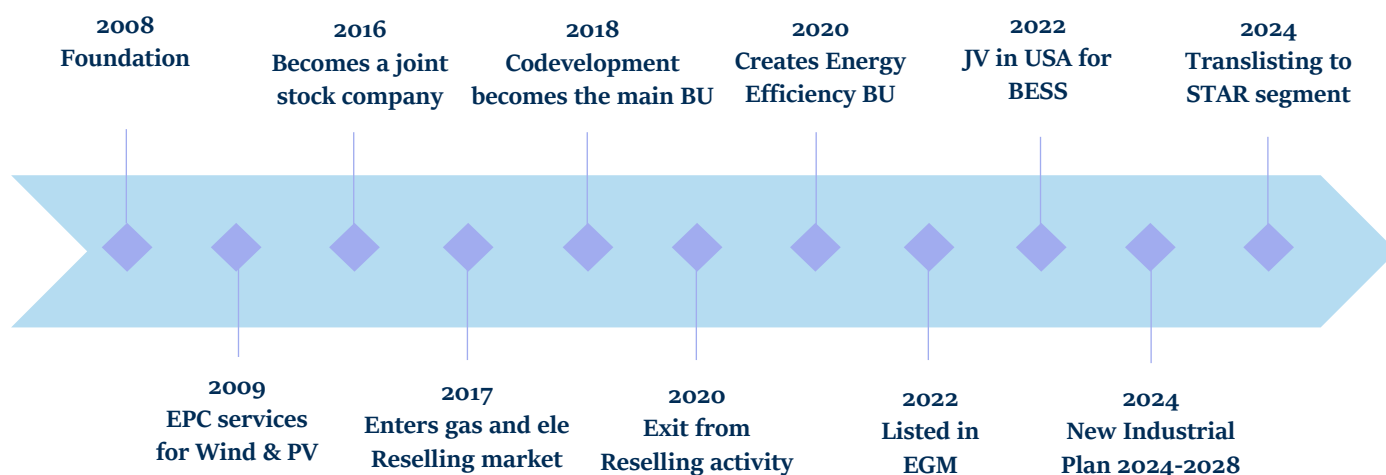 2008
Foundation
2009
EPC services
for Wind & PV
2016
Becomes a joint
stock company
2017
Enters gas and ele
Reselling market
2018
Codevelopment
becomes the main BU
2020
Exit from
Reselling activity
2020
Creates Energy
Efficiency BU
2022
Listed in
EGM
2022
JV in USA for
BESS
2024
New Industrial
Plan 2024-2028
2024
Translisting to
STAR segment